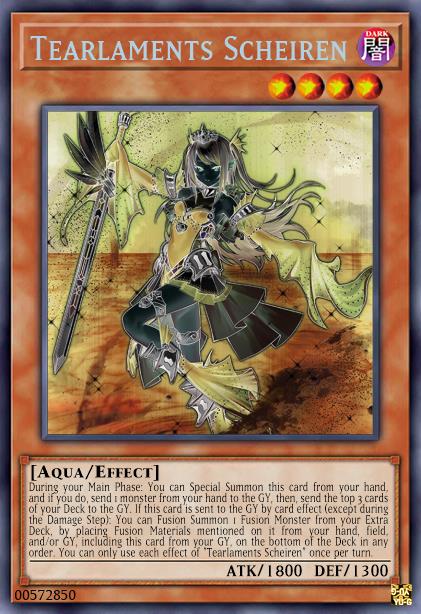 Tearlaments Scheiren
DARK
闇
[Aqua/Effect]
During your Main Phase: You can Special Summon this card from your hand,
and if you do, send 1 monster from your hand to the GY, then, send the top 3 cards
of your Deck to the GY. If this card is sent to the GY by card effect (except during
the Damage Step): You can Fusion Summon 1 Fusion Monster from your Extra
Deck, by placing Fusion Materials mentioned on it from your hand, field,
and/or GY, including this card from your GY, on the bottom of the Deck in any
order. You can only use each effect of "Tearlaments Scheiren" once per turn.
ATK/1800 DEF/1300
00572850